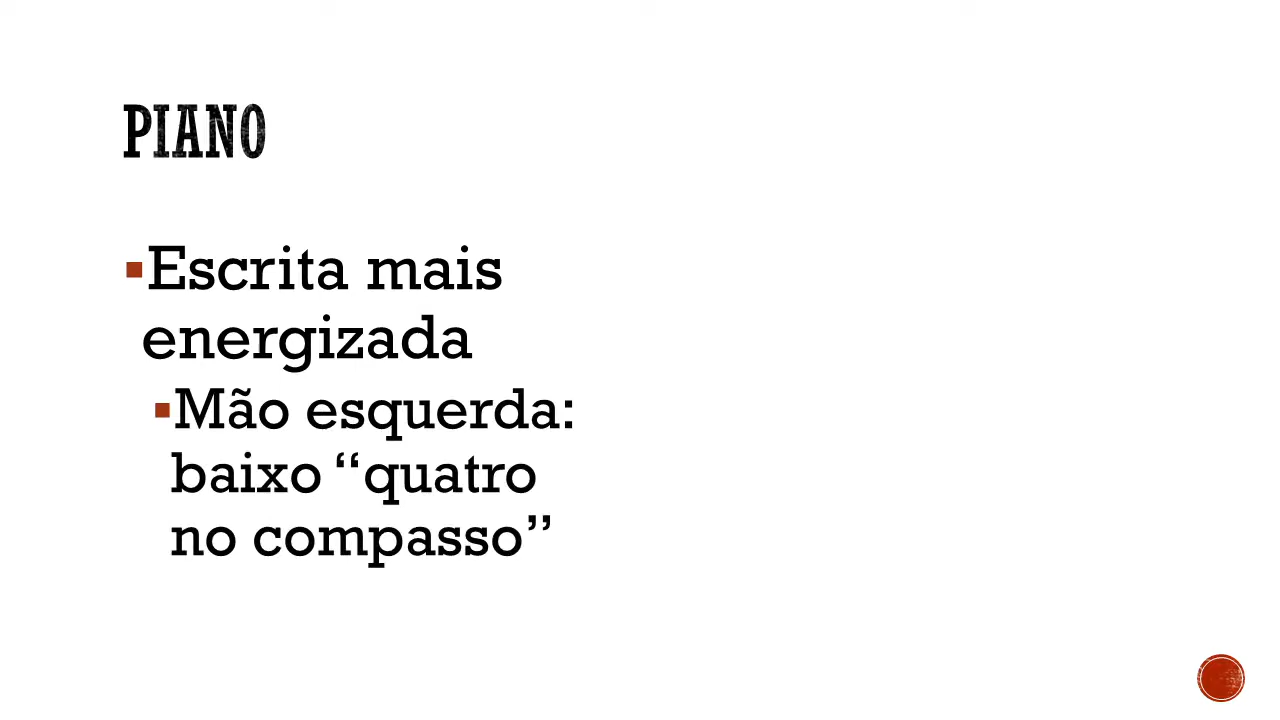 PIANO
▪Escrita mais
energizada
▪Mão esquerda:
baixo “quatro
no compasso”